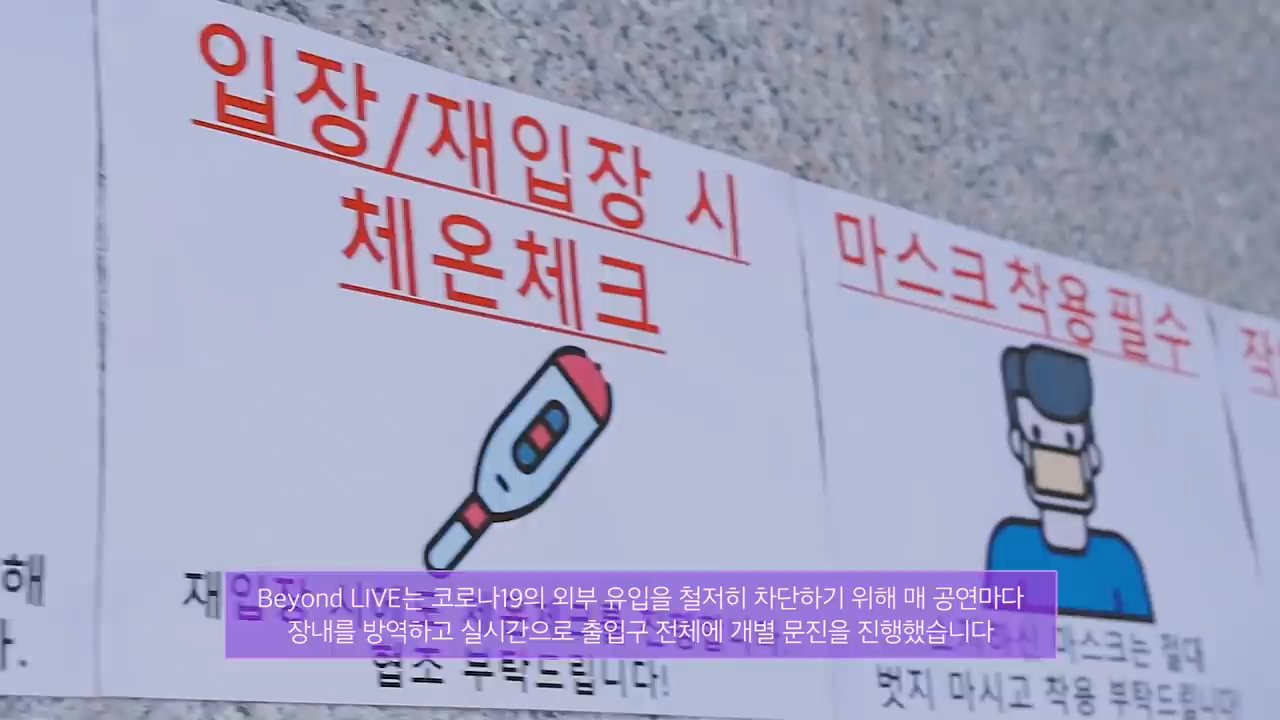 입장/재입장 시
체온체크
협조 부탁드립니다!
마스크 착용 필수
마스크는 절대
벗지 마시고 착용 부탁드립니다
해
Beyond LIVE는 코로나19의 외부 유입을 철저히 차단하기 위해 매 공연마다
장내를 방역하고 실시간으로 출입구 전체에 개별 문진을 진행했습니다